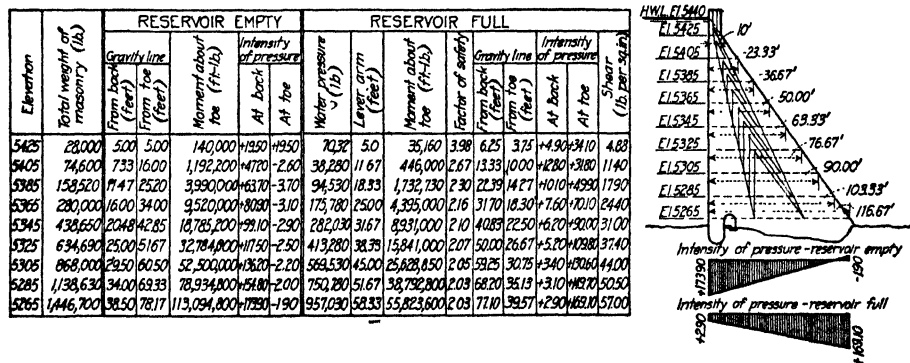 RESERVOIR EMPTY RESERVOIR FULL
Elevation
Total weight of masonry (lb.)
Gravity line
From back (feet)
From toe (feet)
Moment about toe (ft-lb.)
Intensity of pressure
At back
At toe
Water pressure (lb)
Lever arm (feet)
Moment about toe (ft-lb)
Factor of safety
Gravity line
From back (feet)
From toe (feet)
Intensity of pressure
At back
At toe
Shear (lb. per sq.in.)
5425 28,000 5.00 5.00 140,000 +19.50 +19.50 5.0 35,160 3.98 6.25 3.75 +4.90 +34.10 4.88
5405 74,600 7.33 16.00 1,192,200 +47.20 -2.60 38,280 11.67 446,000 2.67 13.33 10.00 +12.80 +31.80 11.40
5385 158,520 11.47 25.20 3,990,000 +63.70 -3.70 94,530 18.33 1,732,730 2.30 22.39 14.27 +10.10 +49.90 17.90
5365 280,000 16.00 34.00 9,520,000 +80.90 -3.10 175,780 25.00 4,395,000 2.16 31.70 18.30 +7.60 +70.10 24.40
5345 438,650 20.48 42.85 18,785,200 +99.10 -2.90 282,030 31.67 8,931,000 2.10 40.83 22.50 +6.20 +90.00 31.00
5325 634,690 25.00 51.67 32,784,800 +117.50 -2.50 413,280 38.33 15,841,000 2.07 50.00 26.67 +5.20 +109.80 37.40
5305 868,000 29.50 60.50 52,500,000 +136.20 -2.20 569,530 45.00 25,628,850 2.05 59.25 30.75 +3.40 +130.60 44.00
5285 1,138,630 34.00 69.33 78,934,800 +154.80 -2.00 750,780 51.67 38,792,800 2.03 68.20 35.13 +3.10 +149.70 50.50
5265 1,446,700 38.50 78.17 113,094,800 +173.90 -1.90 957,030 58.33 55,823,600 2.03 77.10 39.57 +2.90 +169.10 57.00
H.W.L. El.5440
El.5425 10'
El.5405 23.33'
El.5385 36.67'
El.5365 50.00'
El.5345 63.33'
El.5325 76.67'
El.5305 90.00'
El.5285 103.33'
El.5265 116.67'
Intensity of pressure - reservoir empty
+173.90 -1.90
Intensity of pressure - reservoir full
+2.90 +169.10